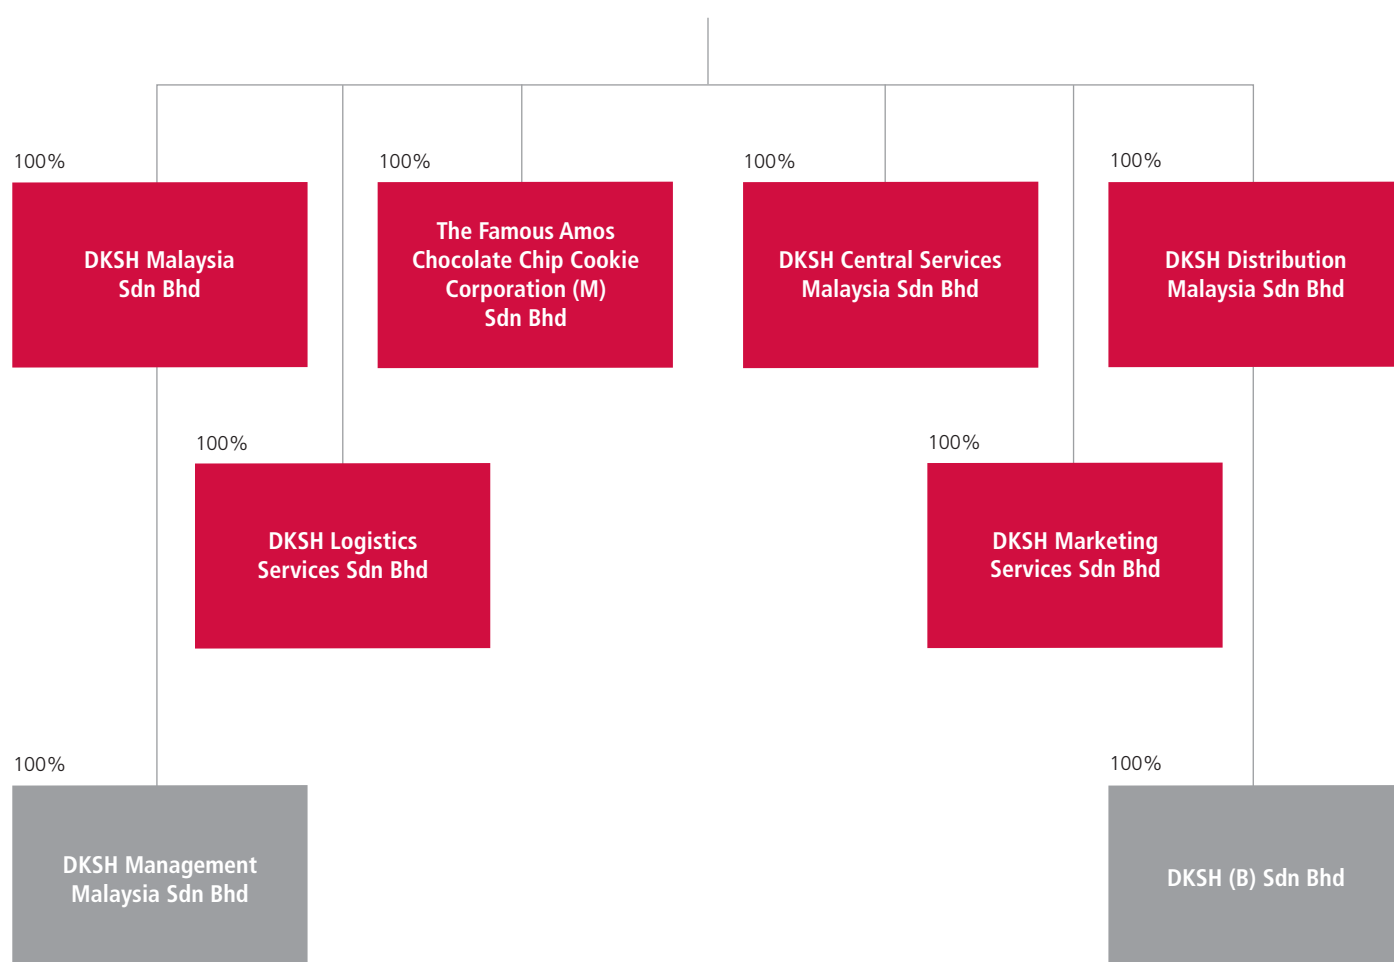 100%
DKSH Malaysia
Sdn Bhd
100%
The Famous Amos
Chocolate Chip Cookie
Corporation (M)
Sdn Bhd
100%
DKSH Central Services
Malaysia Sdn Bhd
100%
DKSH Distribution
Malaysia Sdn Bhd
100%
DKSH Logistics
Services Sdn Bhd
100%
DKSH Marketing
Services Sdn Bhd
100%
DKSH Management
Malaysia Sdn Bhd
100%
DKSH (B) Sdn Bhd